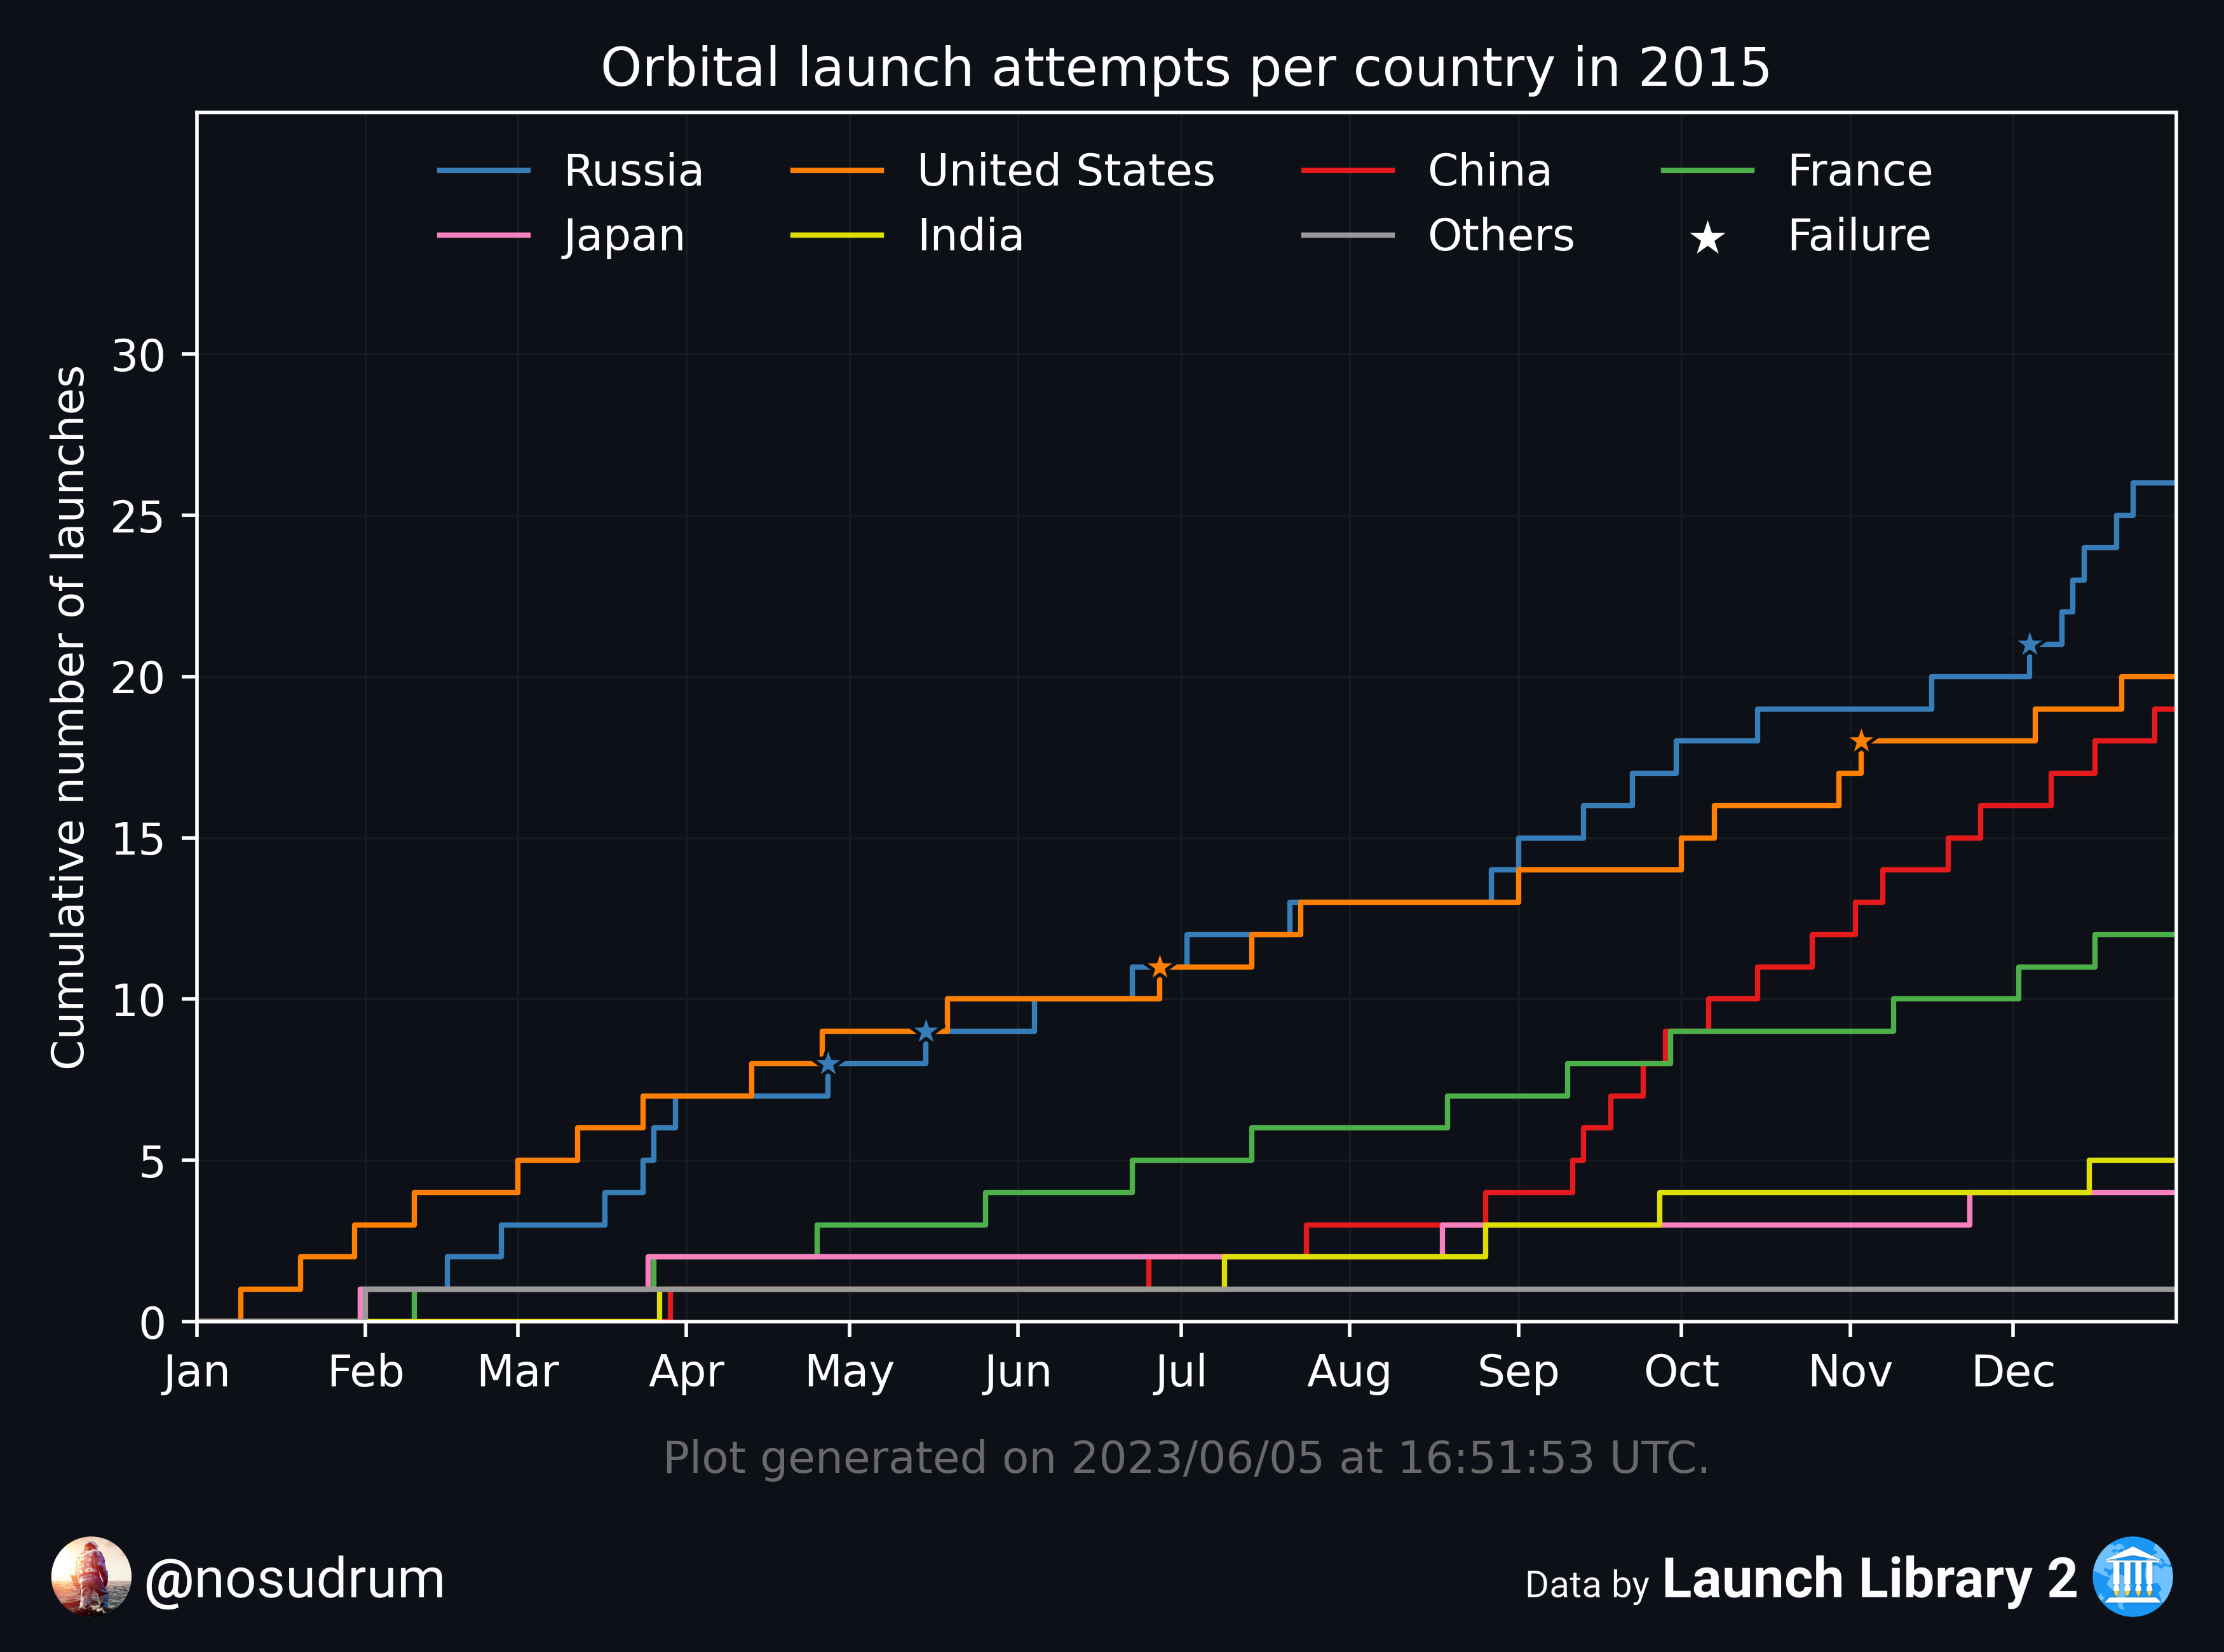 Orbital launch attempts per country in 2015
Russia United States China France
Japan India Others Failure
Cumulative number of launches
30
25
20
15
10
5
0
Jan Feb Mar Apr May Jun Jul Aug Sep Oct Nov Dec
Plot generated on 2023/06/05 at 16:51:53 UTC.
@nosudrum
Data by Launch Library 2